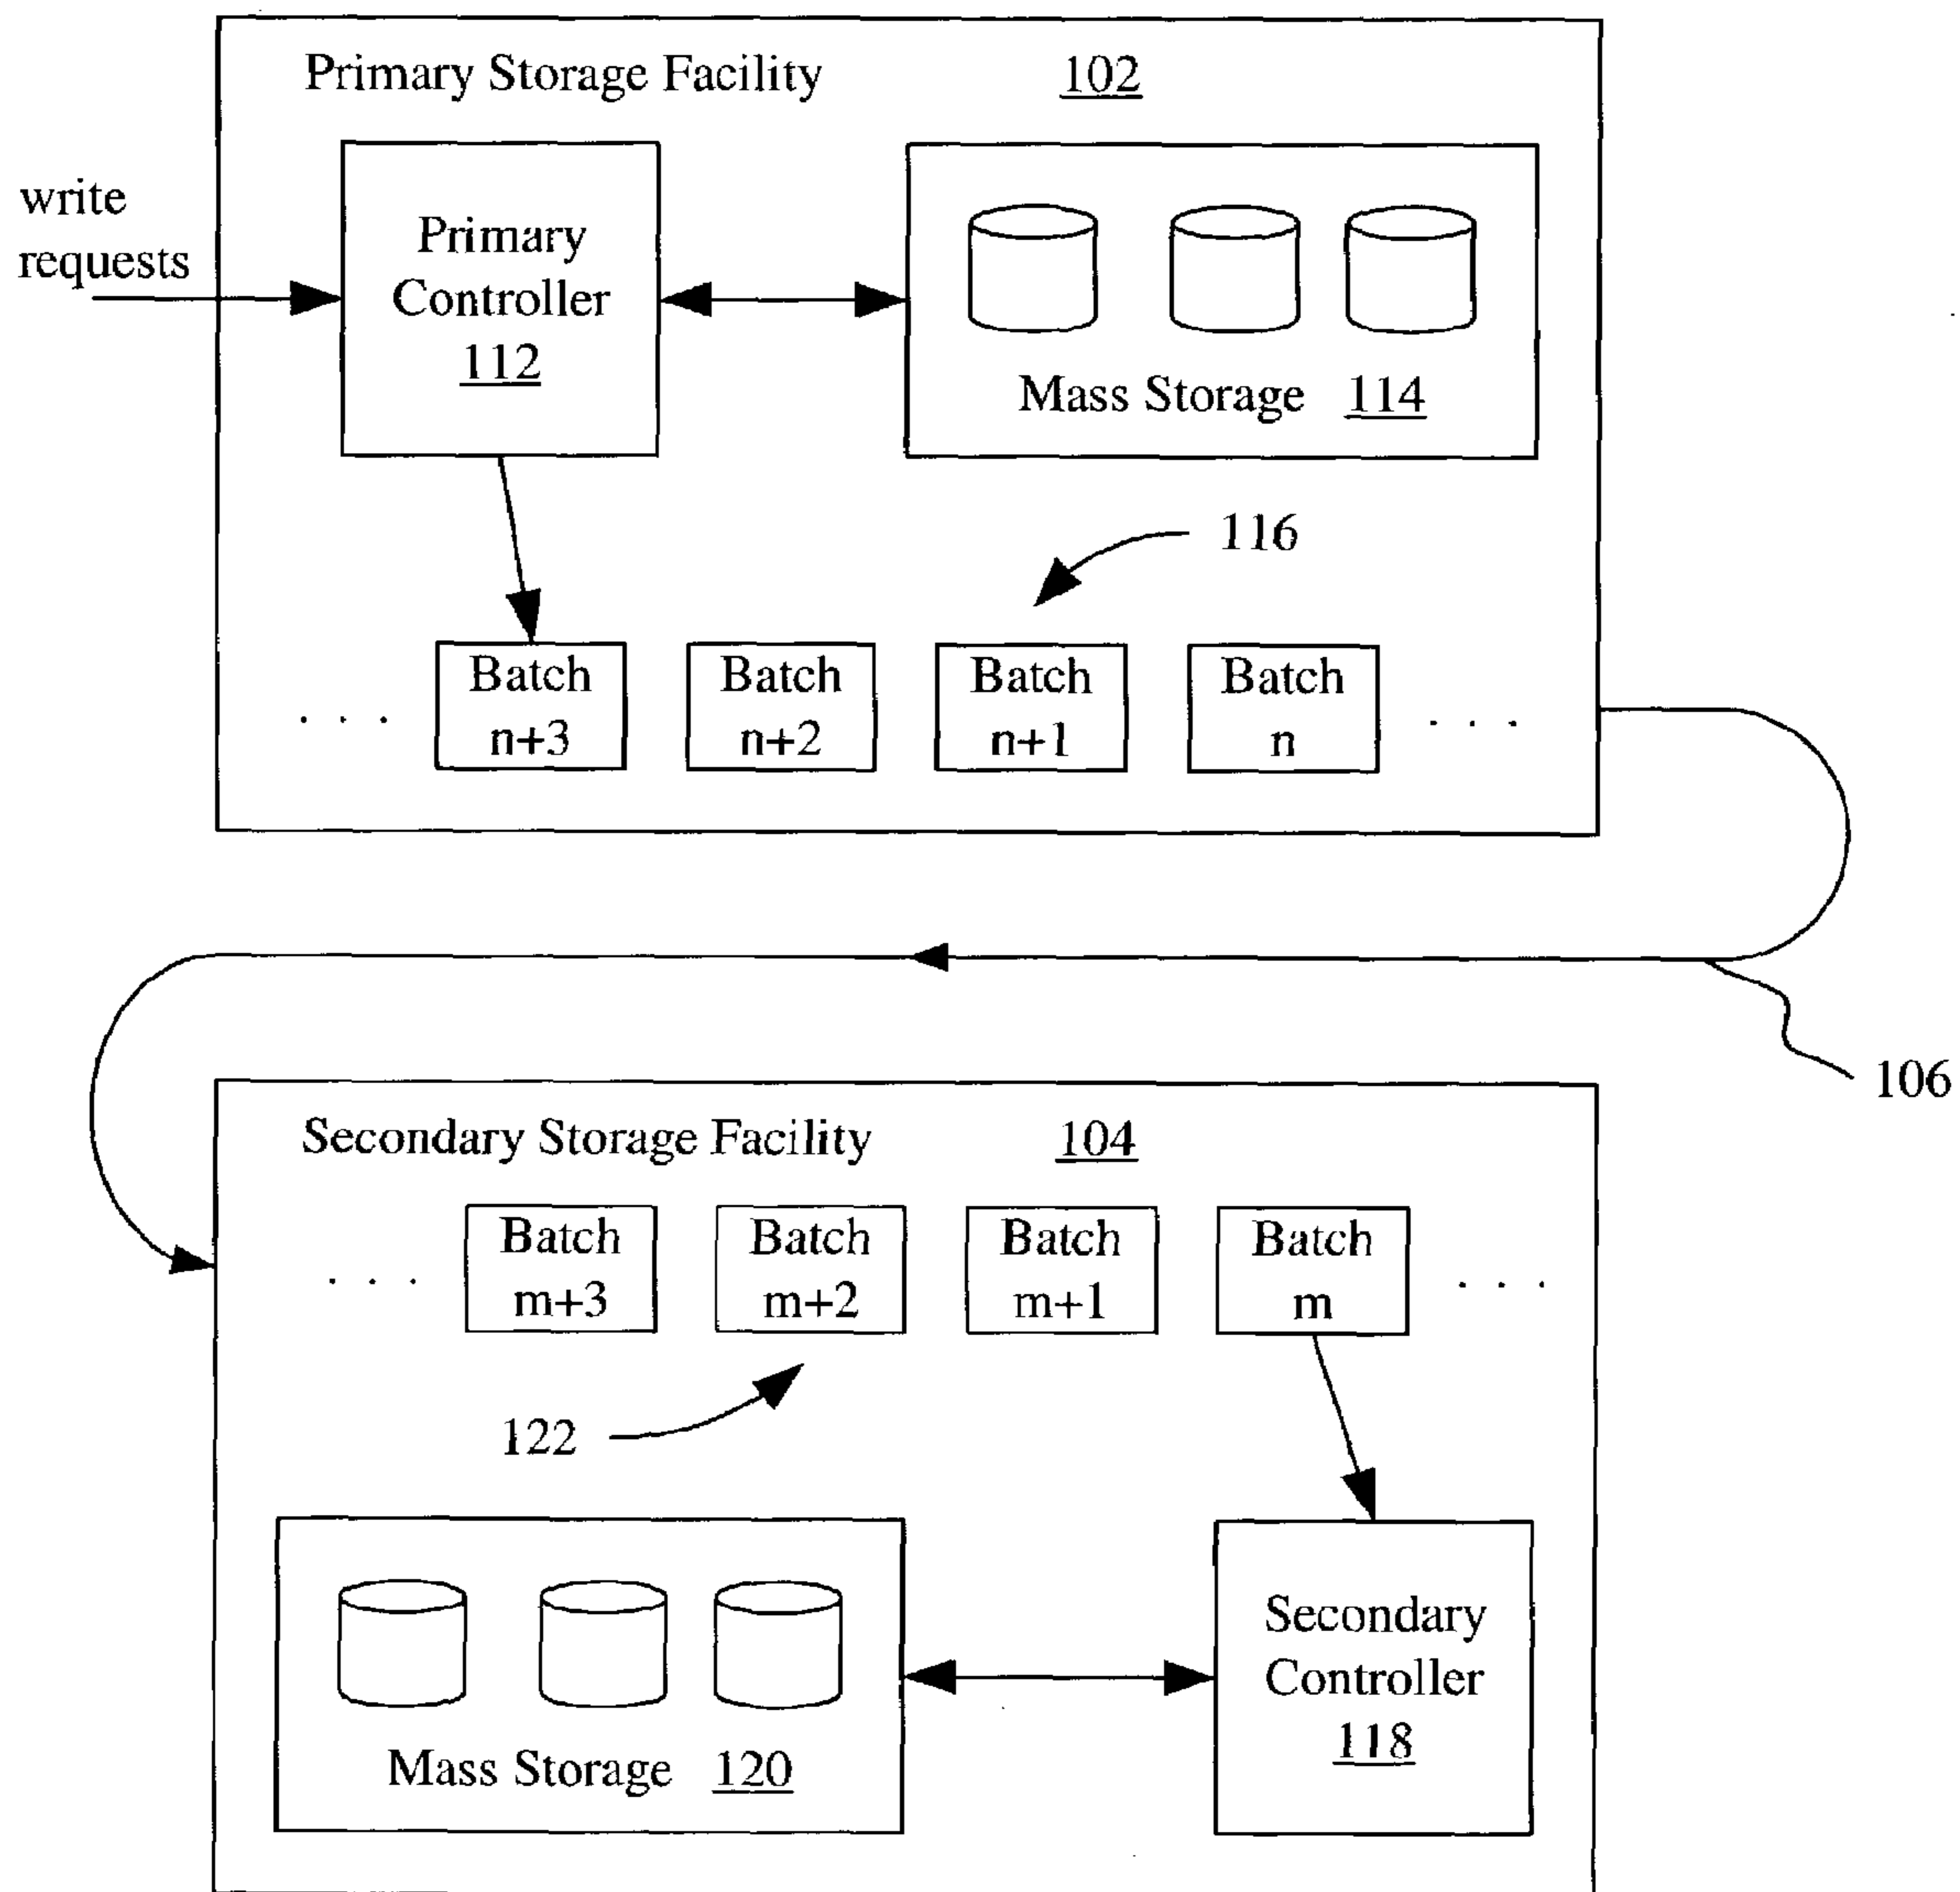 Primary Storage Facility 102
write
requests
Primary
Controller
112
Mass Storage 114
116
. . .
Batch
n+3
Batch
n+2
Batch
n+1
Batch
n
. . .
106
Secondary Storage Facility 104
. . .
Batch
m+3
Batch
m+2
Batch
m+1
Batch
m
. . .
122
Mass Storage 120
Secondary
Controller
118